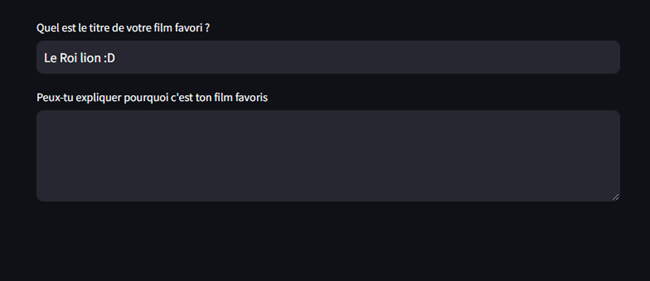 Quel est le titre de votre film favori ?
Le Roi lion :D
Peux-tu expliquer pourquoi c'est ton film favoris